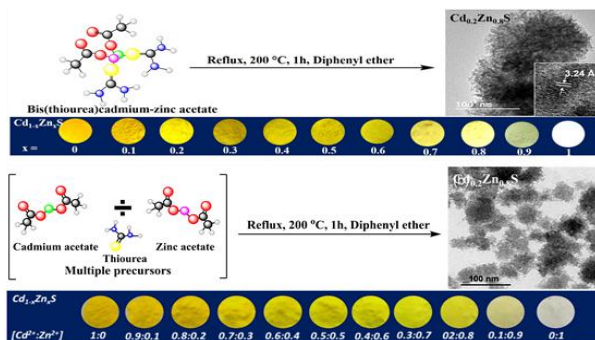 Cd0.2Zn0.8S
Reflux, 200 °C, 1h, Diphenyl ether
3.24 Å
100 nm
Bis(thiourea)cadmium-zinc acetate
Cd1-xZnxS
x = 0 0.1 0.2 0.3 0.4 0.5 0.6 0.7 0.8 0.9 1
Cd0.2Zn0.8S
Reflux, 200 °C, 1h, Diphenyl ether
Cadmium acetate
Zinc acetate
Thiourea
Multiple precursors
100 nm
Cd1-xZnxS
[Cd2+:Zn2+] 1:0 0.9:0.1 0.8:0.2 0.7:0.3 0.6:0.4 0.5:0.5 0.4:0.6 0.3:0.7 02:0.8 0.1:0.9 0:1